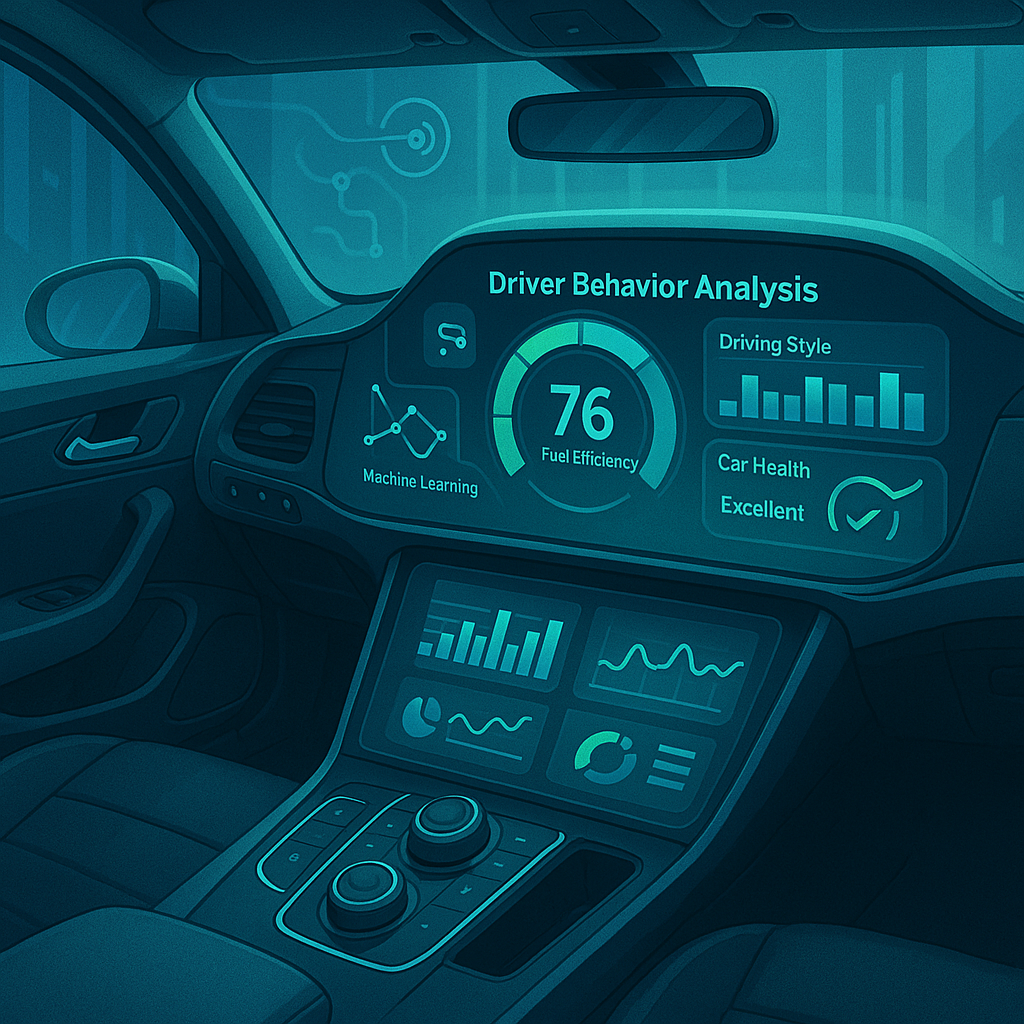 Driver Behavior Analysis
Machine Learning
76
Fuel Efficiency
Driving Style
Car Health
Excellent